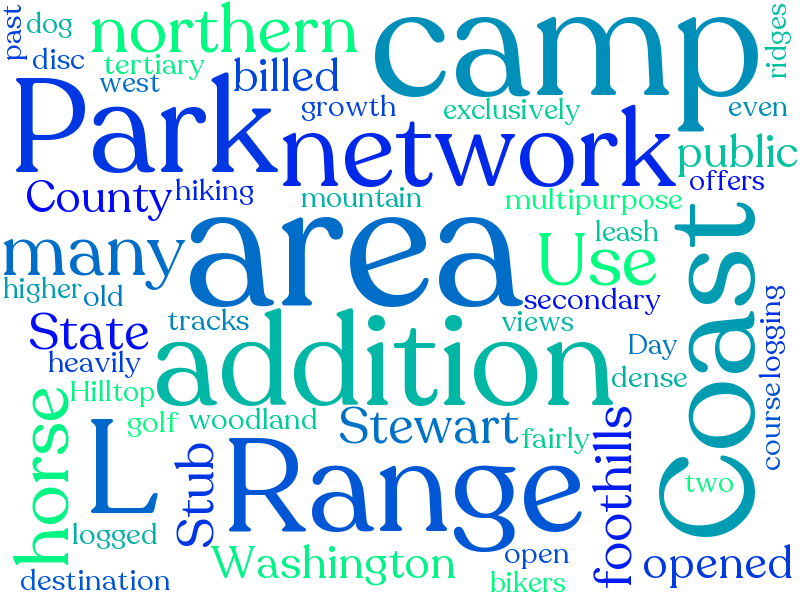 past
dog
northern
camp
ridges
disc
tertiary
west
billed
growth
exclusively
even
Park
network
public
offers
County
hiking
mountain
multipurpose
many
area
leash
Use
Coast
higher
old
secondary
logging
State
tracks
views
Day
heavily
addition
dense
Hilltop
horse
golf
woodland
Stewart
fairly
foothills
course
L
Stub
Range
two
logged
Washington
open
opened
destination
bikers